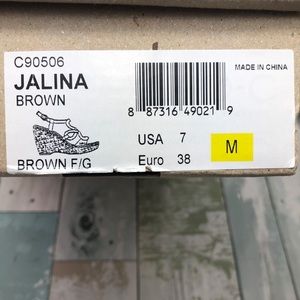 C90506
JALINA
BROWN
BROWN F/G
MADE IN CHINA
8 87316 49021 9
USA 7
Euro 38
M